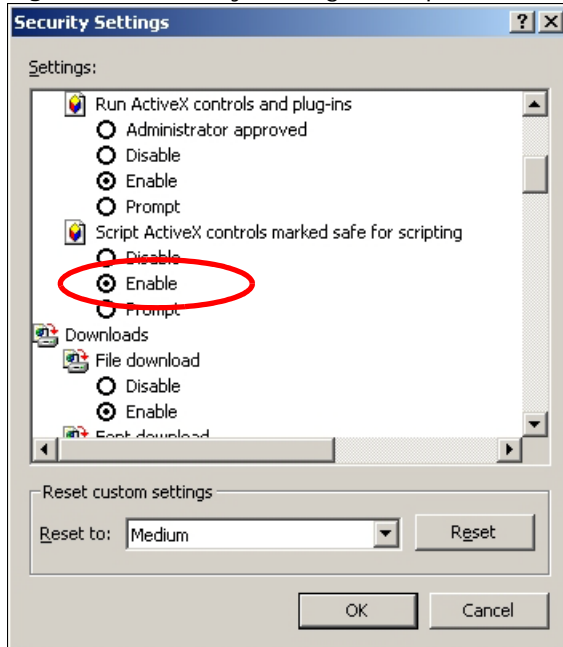 Security Settings
Settings:
Run ActiveX controls and plug-ins
Administrator approved
Disable
Enable
Prompt
Script ActiveX controls marked safe for scripting
Disable
Enable
Prompt
Downloads
File download
Disable
Enable
Font download
Reset custom settings
Reset to: Medium Reset
OK Cancel